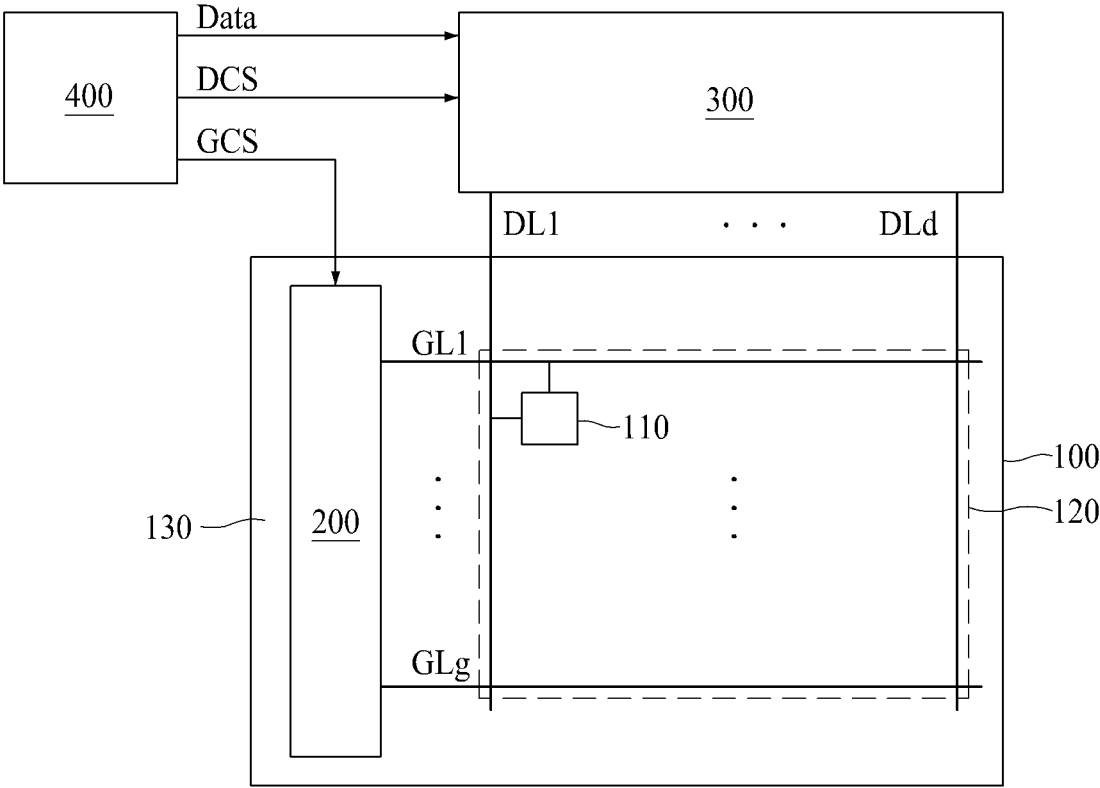 Data
400
DCS
300
GCS
DL1
. . .
DLd
GL1
110
100
120
130
200
GLg